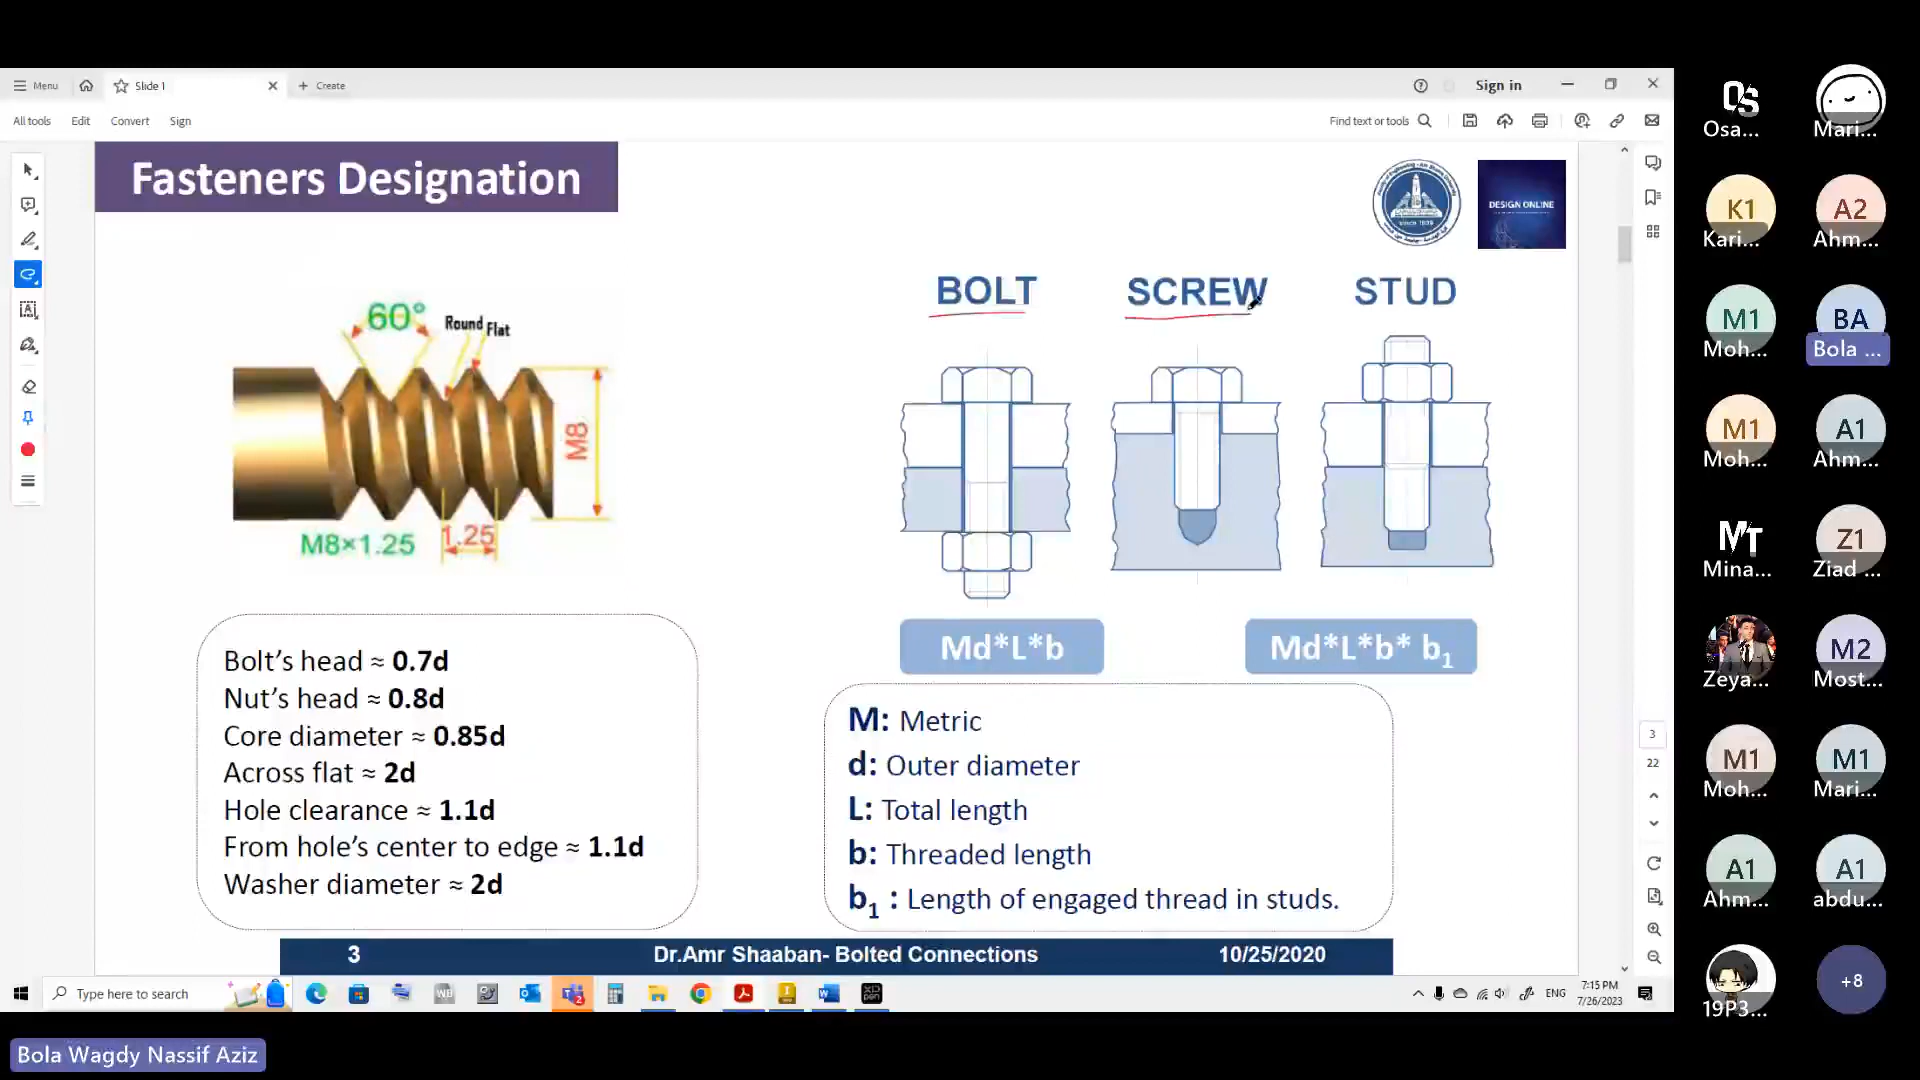 Menu
Slide 1
Create
Sign in
All tools
Edit
Convert
Sign
Find text or tools
Fasteners Designation
since 1839
DESIGN ONLINE
60°
Round
Flat
M8
M8×1.25
1.25
BOLT
SCREW
STUD
Md*L*b
Md*L*b* b1
Bolt's head ≈ 0.7d
Nut's head ≈ 0.8d
Core diameter ≈ 0.85d
Across flat ≈ 2d
Hole clearance ≈ 1.1d
From hole's center to edge ≈ 1.1d
Washer diameter ≈ 2d
M: Metric
d: Outer diameter
L: Total length
b: Threaded length
b1 : Length of engaged thread in studs.
3
Dr.Amr Shaaban- Bolted Connections
10/25/2020
3
22
Type here to search
ENG
7:15 PM
7/26/2023
OS
Osa...
Mari...
K1
Kari...
A2
Ahm...
M1
Moh...
BA
Bola ...
M1
Moh...
A1
Ahm...
MT
Mina...
Z1
Ziad ...
Zeya...
M2
Most...
M1
Moh...
M1
Mari...
A1
Ahm...
A1
abdu...
19P3...
+8
Bola Wagdy Nassif Aziz